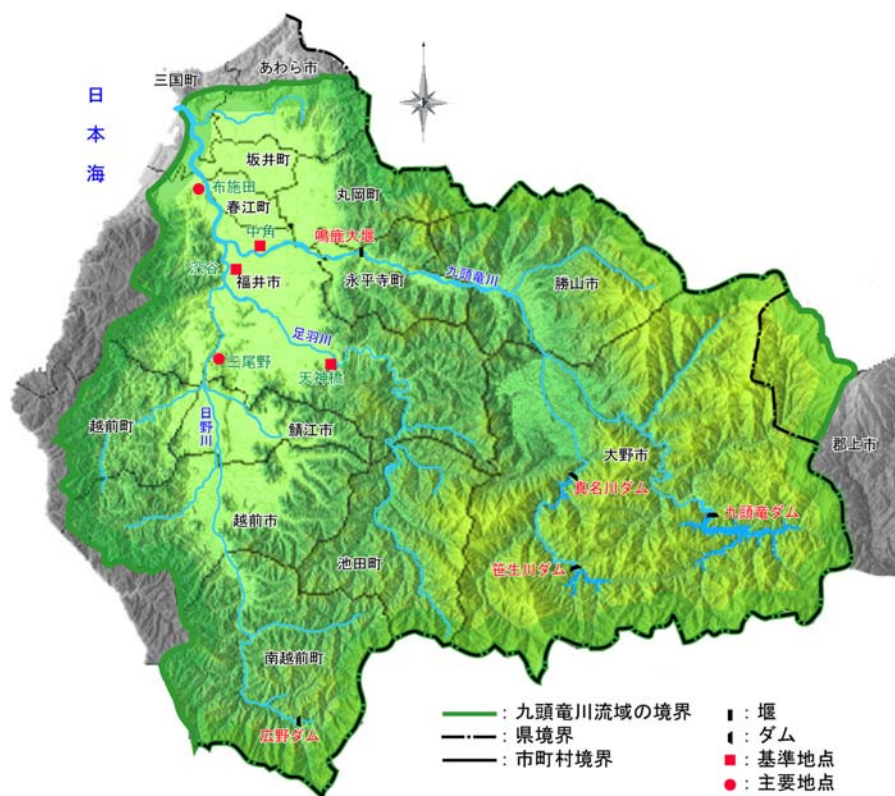 あわら市
三国町
日本海
坂井町
丸岡町
布施田
春江町
中角
鳴鹿大堰
深谷
福井市
永平寺町
九頭竜川
勝山市
足羽川
三尾野
天神橋
日野川
越前町
鯖江市
郡上市
大野市
真名川ダム
九頭竜ダム
越前市
池田町
笹生川ダム
南越前町
広野ダム
:九頭竜川流域の境界
:県境界
:市町村境界
:堰
:ダム
:基準地点
:主要地点